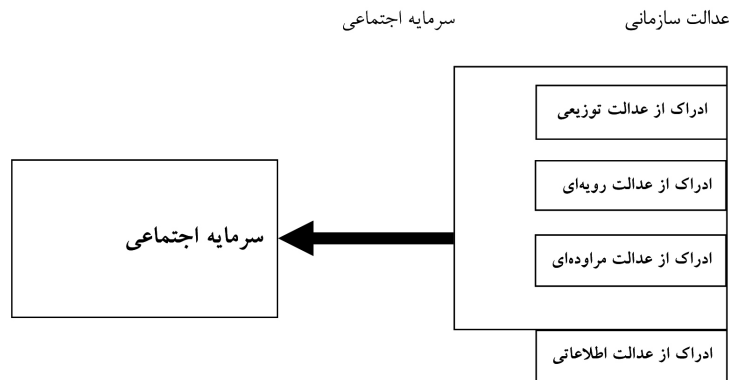 عدالت سازمانی
سرمایه اجتماعی
ادراک از عدالت توزیعی
ادراک از عدالت رویه‌ای
ادراک از عدالت مراوده‌ای
ادراک از عدالت اطلاعاتی
سرمایه اجتماعی